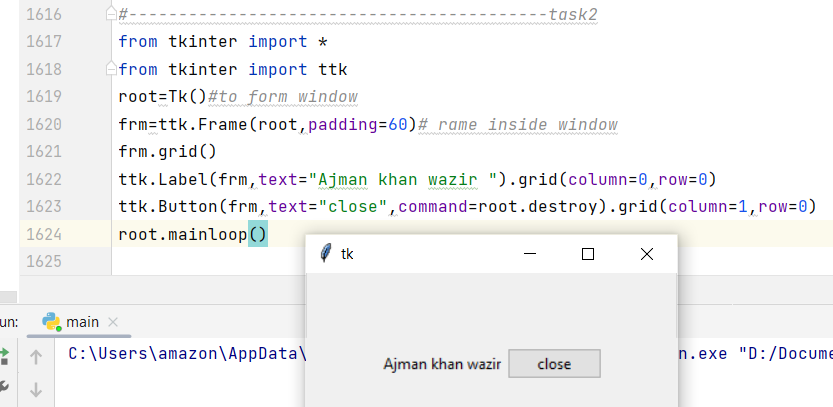 1616 #------------------------------------------task2
1617 from tkinter import *
1618 from tkinter import ttk
1619 root=Tk()#to form window
1620 frm=ttk.Frame(root,padding=60)# rame inside window
1621 frm.grid()
1622 ttk.Label(frm,text="Ajman khan wazir ").grid(column=0,row=0)
1623 ttk.Button(frm,text="close",command=root.destroy).grid(column=1,row=0)
1624 root.mainloop()
1625
tk
un: main
C:\Users\amazon\AppData\ n.exe "D:/Docume
Ajman khan wazir close